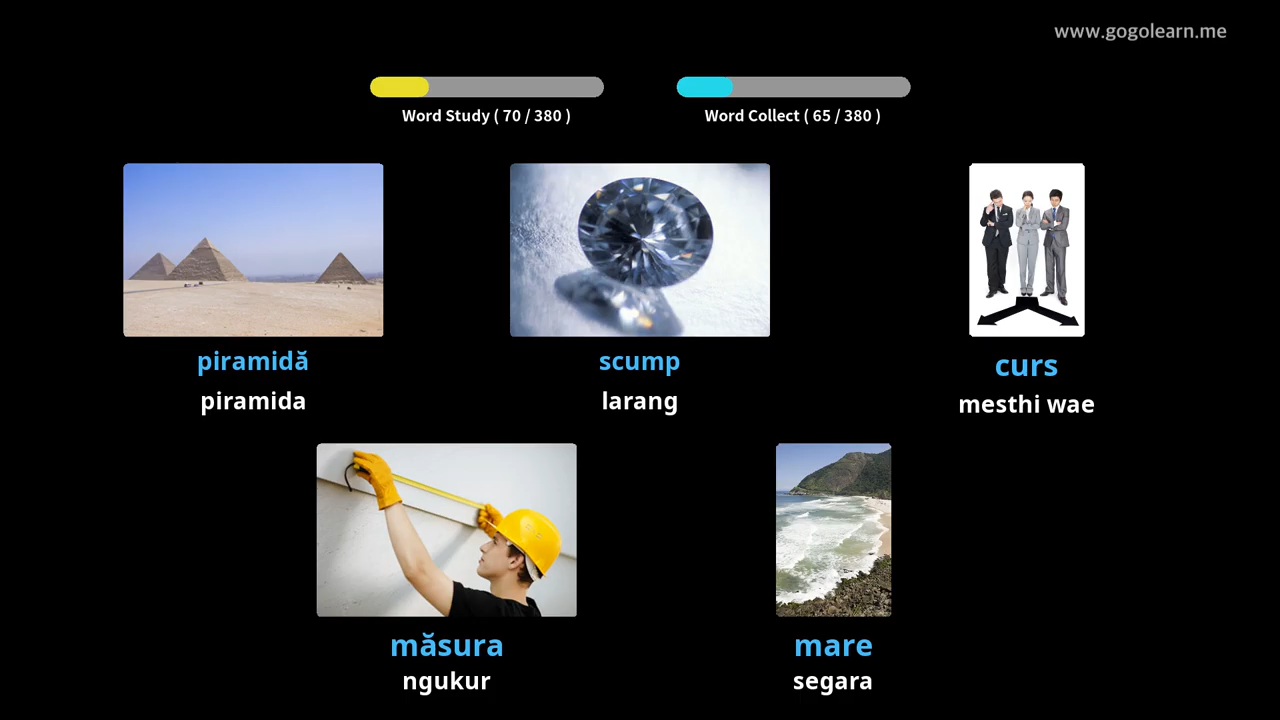 www.gogolearn.me
Word Study ( 70 / 380 )
Word Collect ( 65 / 380 )
piramidă
piramida
scump
larang
curs
mesthi wae
măsura
ngukur
mare
segara